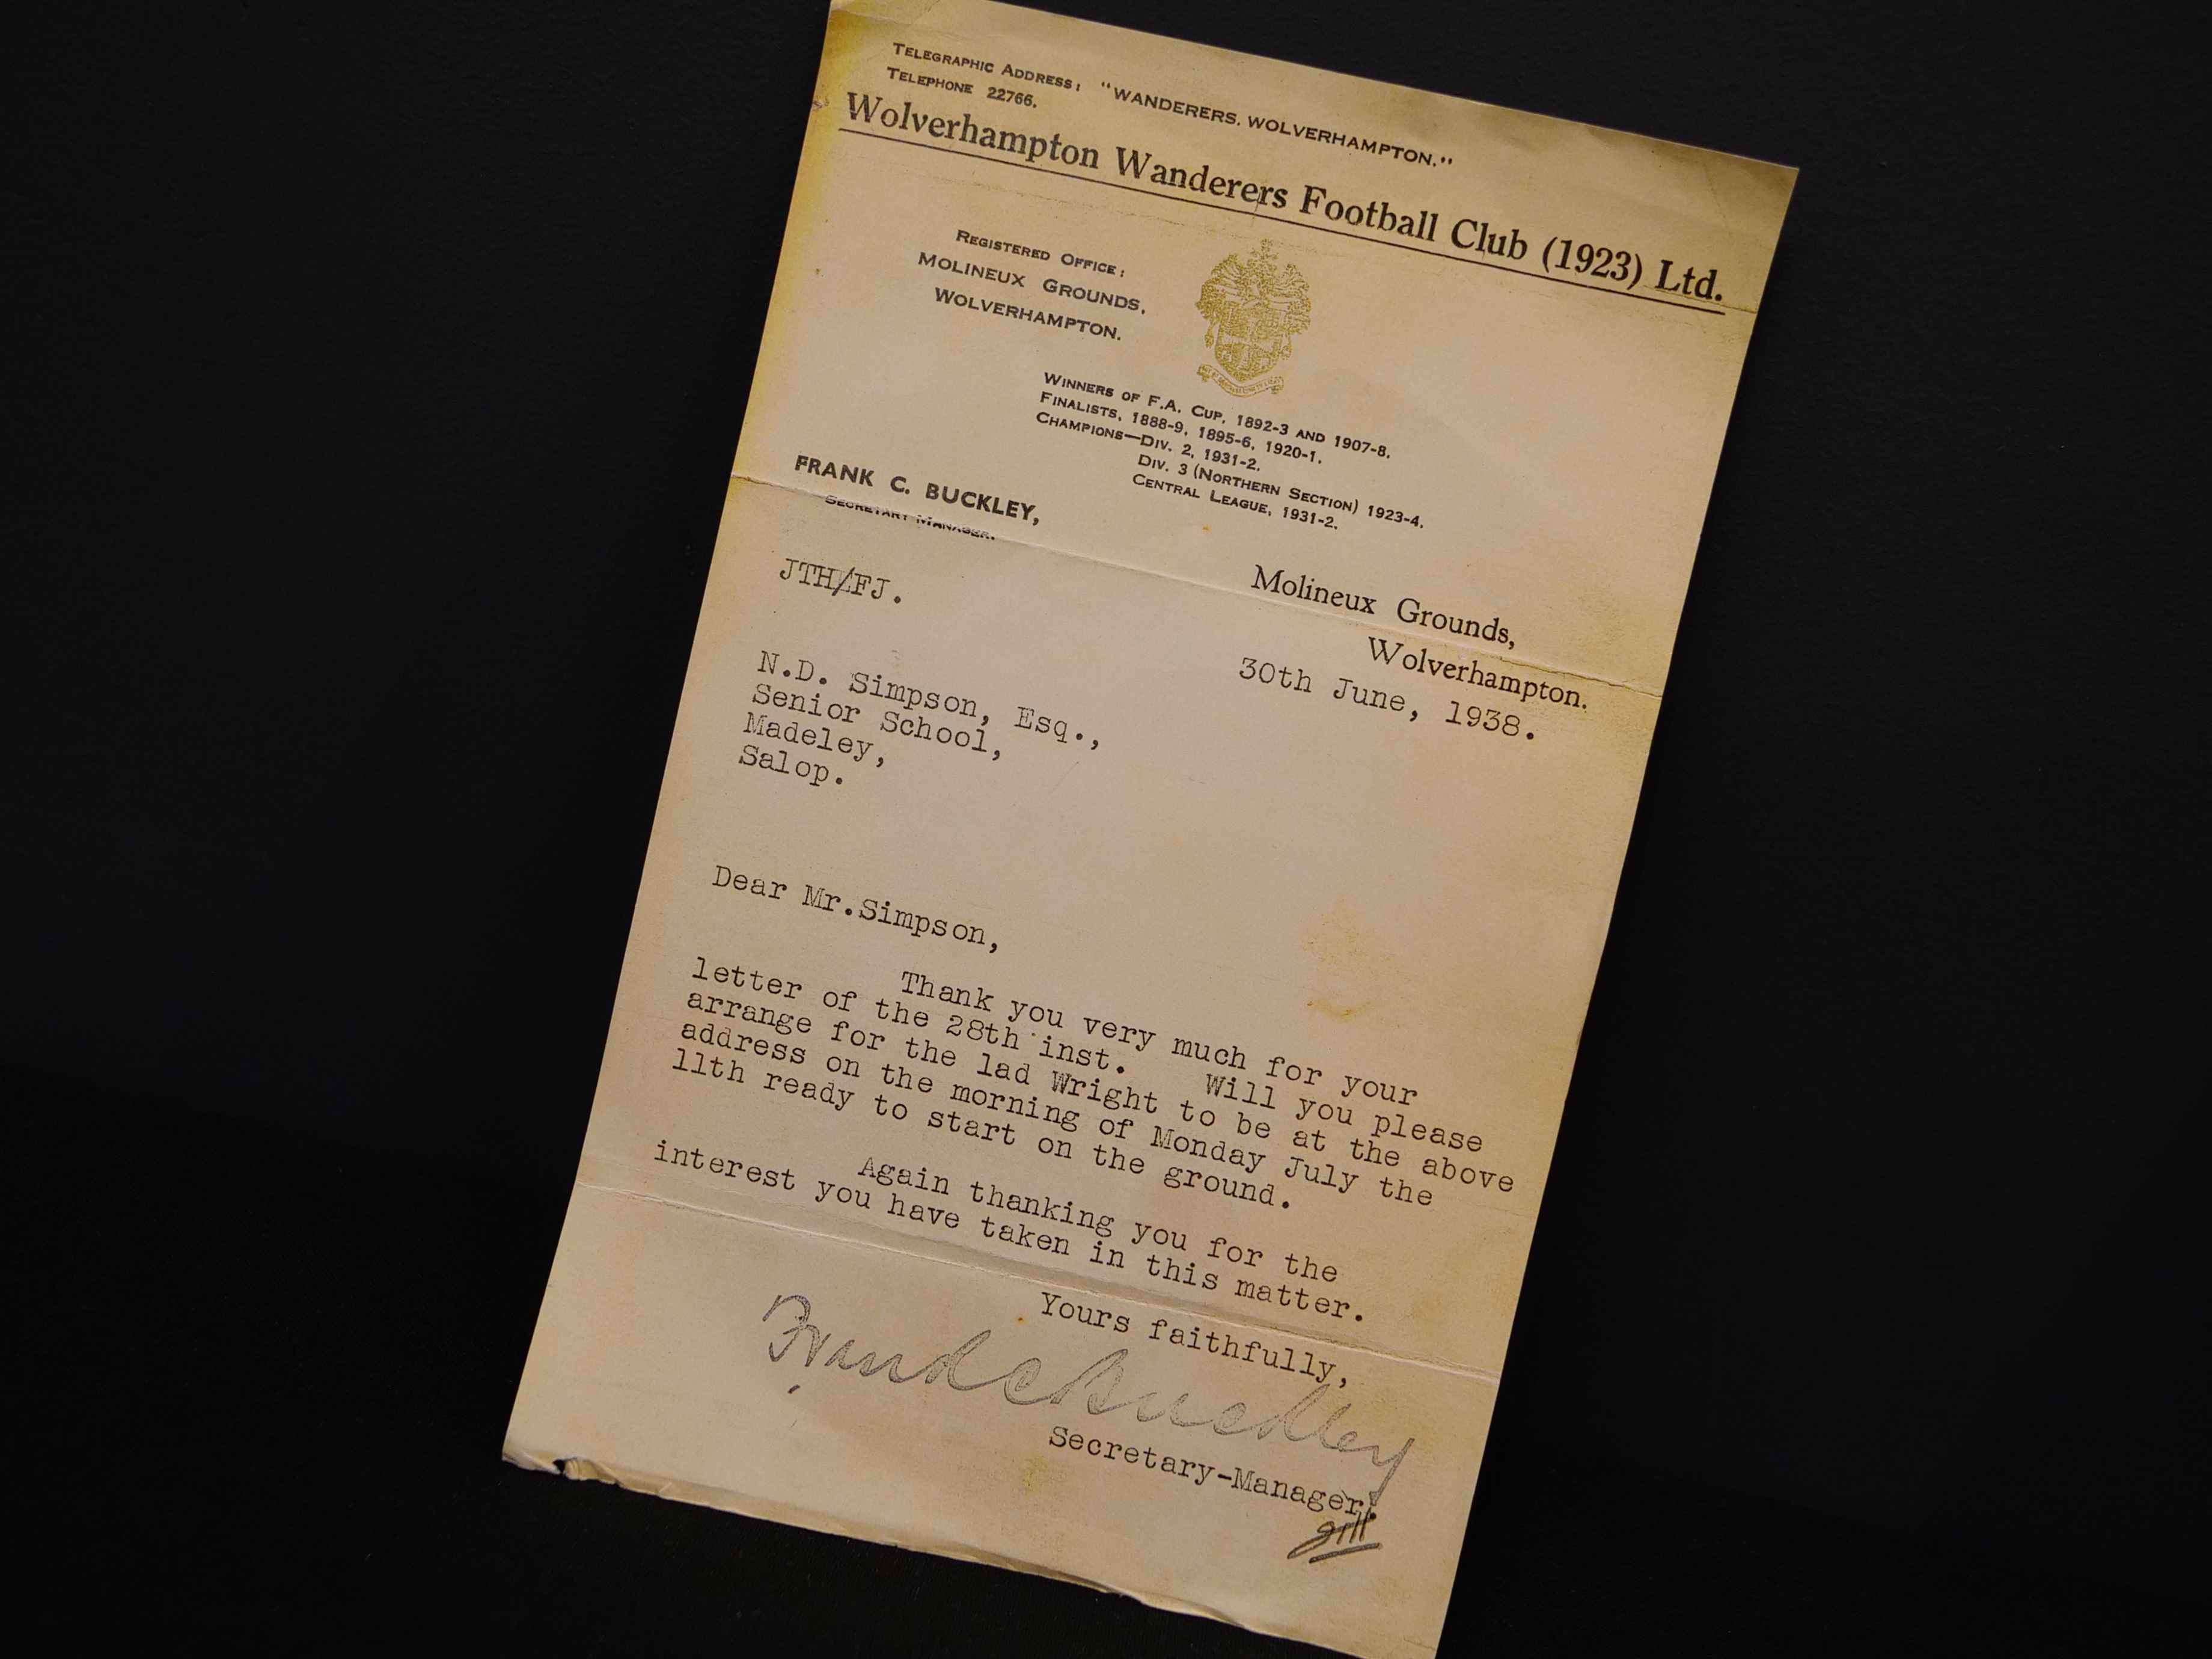 TELEGRAPHIC ADDRESS: "WANDERERS. WOLVERHAMPTON."
TELEPHONE 22766.
Wolverhampton Wanderers Football Club (1923) Ltd.
REGISTERED OFFICE:
MOLINEUX GROUNDS,
WOLVERHAMPTON.
WINNERS OF F.A. CUP, 1892-3 AND 1907-8.
FINALISTS, 1888-9, 1895-6, 1920-1.
CHAMPIONS—DIV. 2, 1931-2.
DIV. 3 (NORTHERN SECTION) 1923-4.
CENTRAL LEAGUE, 1931-2.
FRANK C. BUCKLEY,
SECRETARY MANAGER.
Molineux Grounds,
Wolverhampton.
JTH/FJ.
30th June, 1938.
N.D. Simpson, Esq.,
Senior School,
Madeley,
Salop.
Dear Mr.Simpson,
Thank you very much for your
letter of the 28th inst. Will you please
arrange for the lad Wright to be at the above
address on the morning of Monday July the
11th ready to start on the ground.
Again thanking you for the
interest you have taken in this matter.
Yours faithfully,
Frank C Buckley
Secretary-Manager.